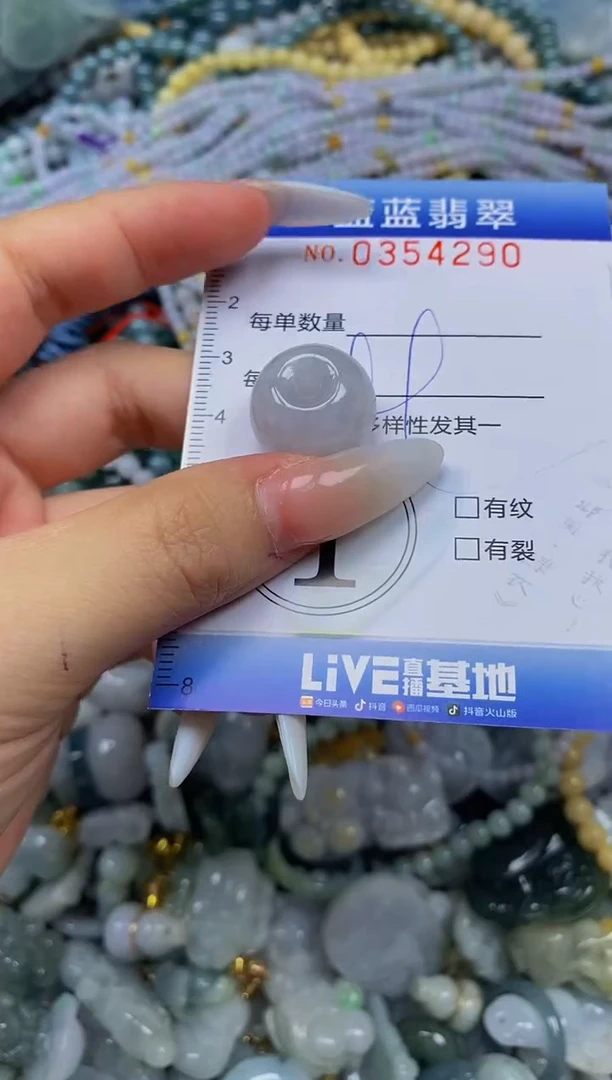 蓝蓝翡翠
NO.0354290
2
每单数量
3
每
4
多样性发其一
□有纹
1
□有裂
LiVE直播基地
8
今日头条 抖音 西瓜视频 抖音火山版